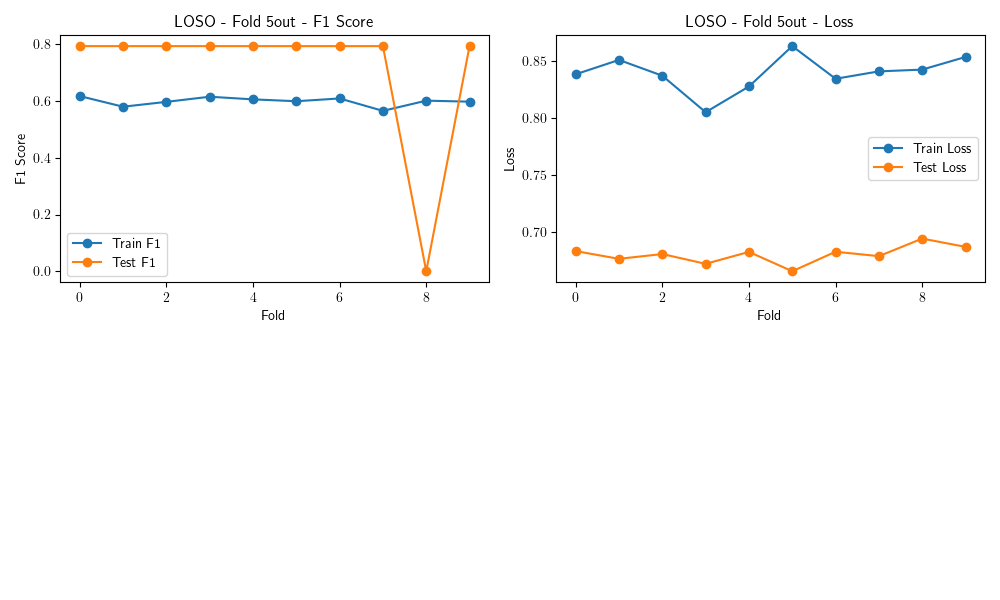 LOSO - Fold 5out - F1 Score
F1 Score
0.8
0.6
0.4
0.2
0.0
Train F1
Test F1
0 2 4 6 8
Fold
LOSO - Fold 5out - Loss
Loss
0.85
0.80
0.75
0.70
Train Loss
Test Loss
0 2 4 6 8
Fold